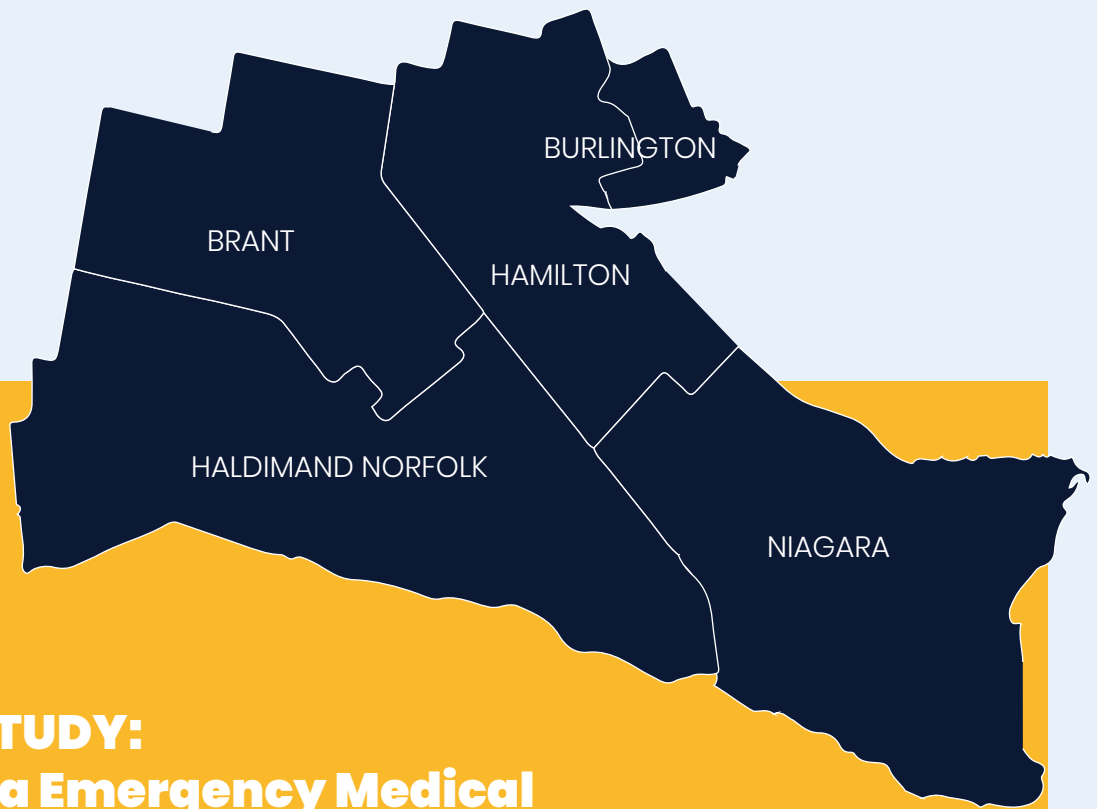 BURLINGTON
BRANT
HAMILTON
HALDIMAND NORFOLK
NIAGARA
TUDY:
a Emergency Medical